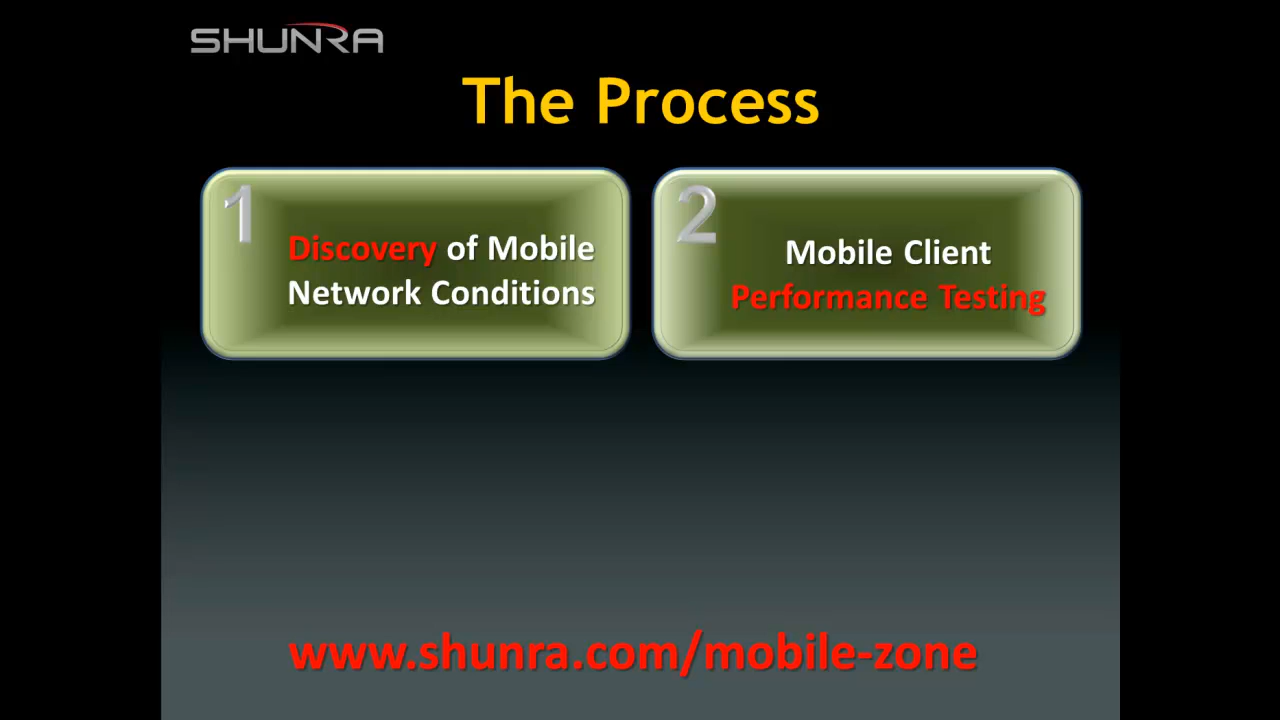 SHUNRA
The Process
1
Discovery of Mobile
Network Conditions
2
Mobile Client
Performance Testing
www.shunra.com/mobile-zone